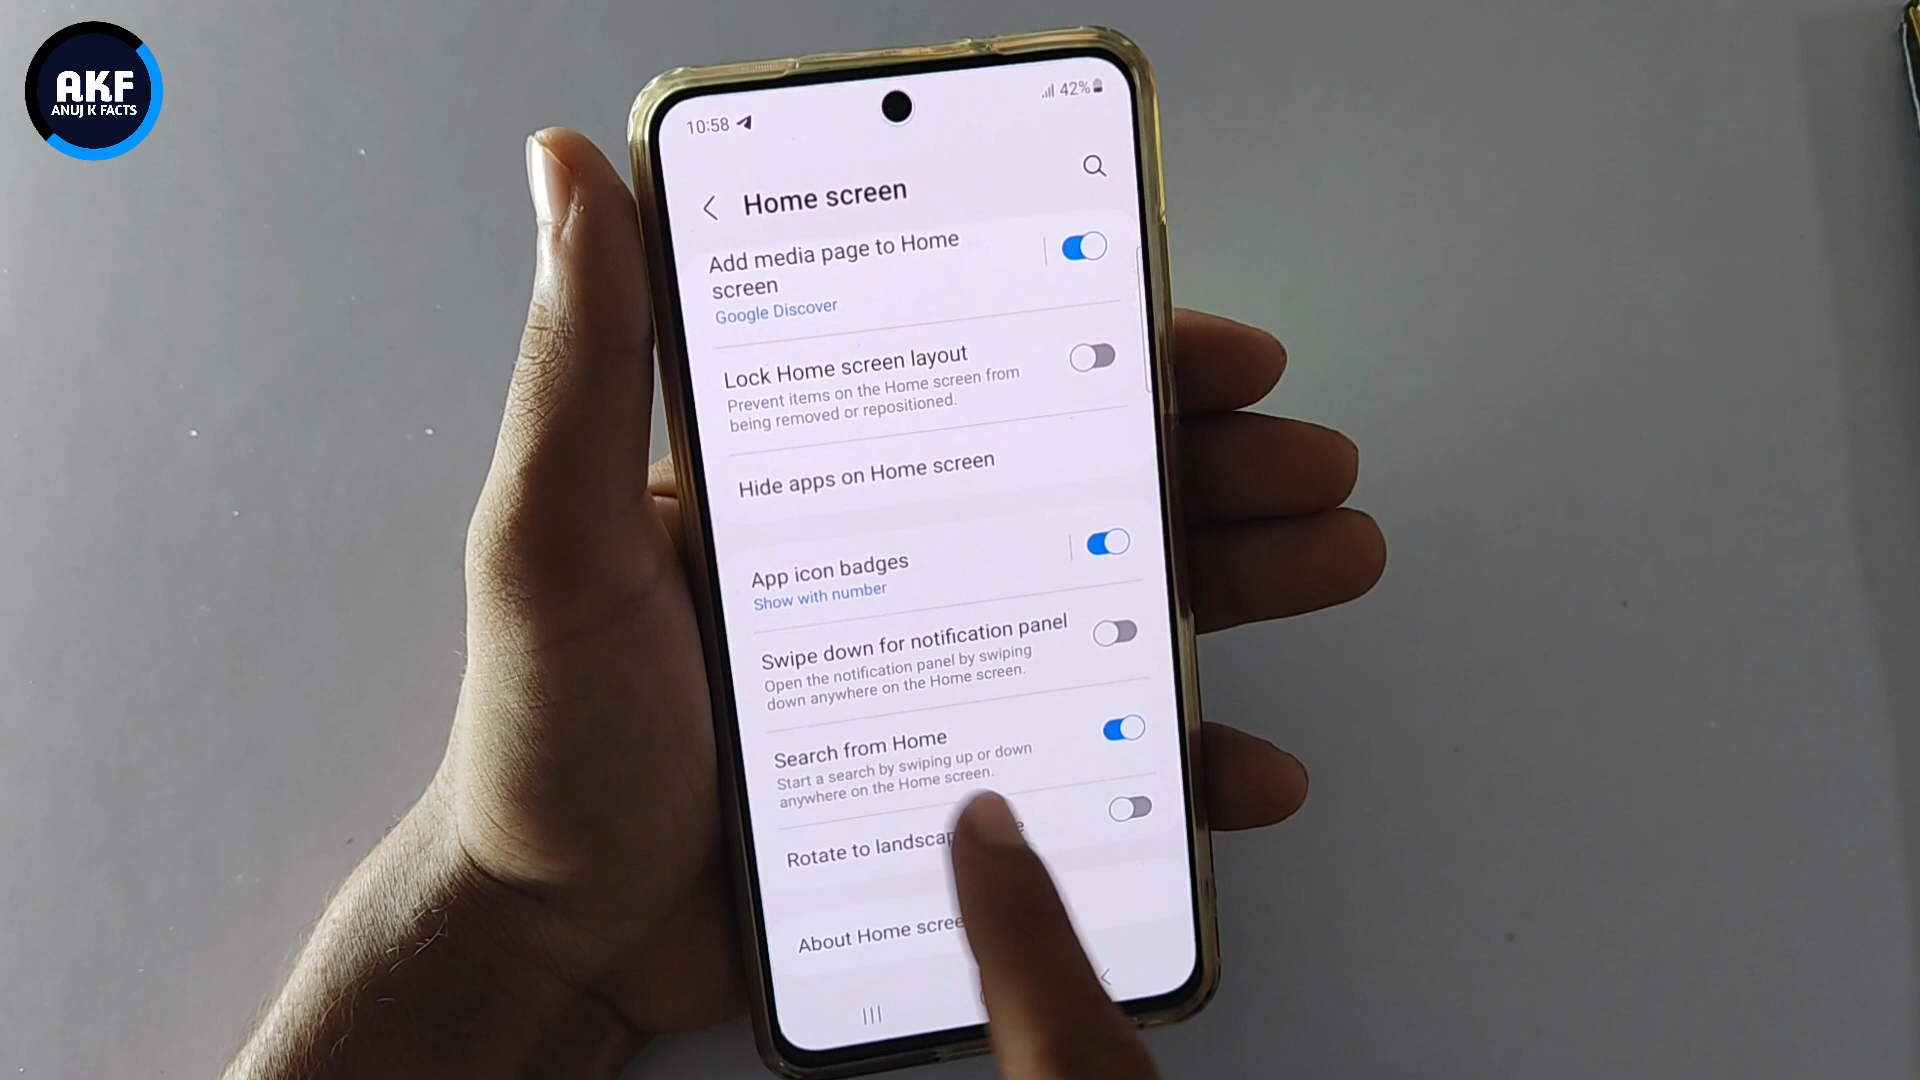 AKF
ANUJ K FACTS
10:58
42%
Home screen
Add media page to Home
screen
Google Discover
Lock Home screen layout
Prevent items on the Home screen from
being removed or repositioned.
Hide apps on Home screen
App icon badges
Show with number
Swipe down for notification panel
Open the notification panel by swiping
down anywhere on the Home screen.
Search from Home
Start a search by swiping up or down
anywhere on the Home screen.
Rotate to
About Home